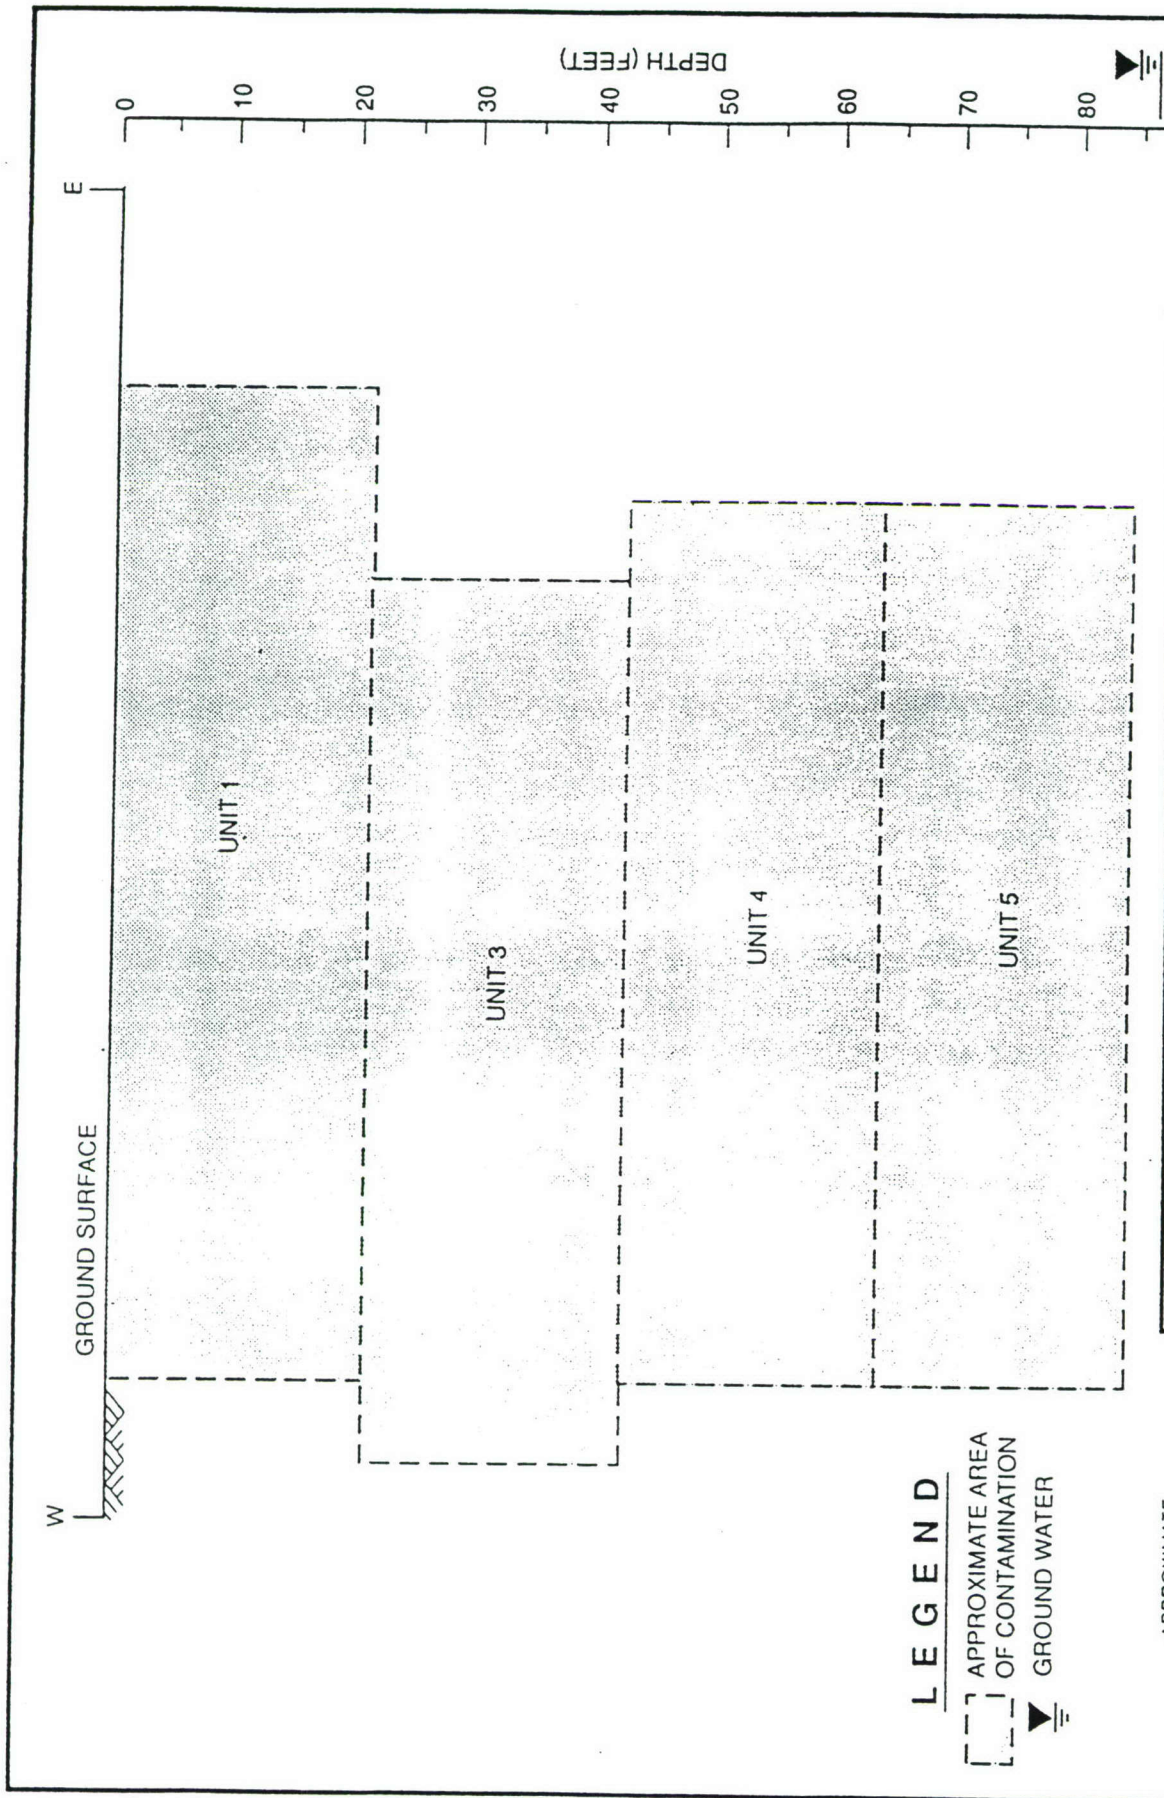 W
E
GROUND SURFACE
0
10
20
30
40
50
60
70
80
DEPTH (FEET)
UNIT 1
UNIT 3
UNIT 4
UNIT 5
LEGEND
APPROXIMATE AREA
OF CONTAMINATION
GROUND WATER